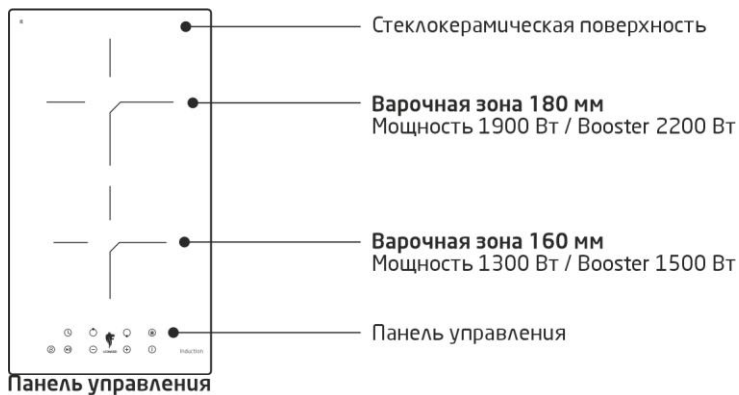 Стеклокерамическая поверхность
Варочная зона 180 мм
Мощность 1900 Вт / Booster 2200 Вт
Варочная зона 160 мм
Мощность 1300 Вт / Booster 1500 Вт
Панель управления
Induction
Панель управления